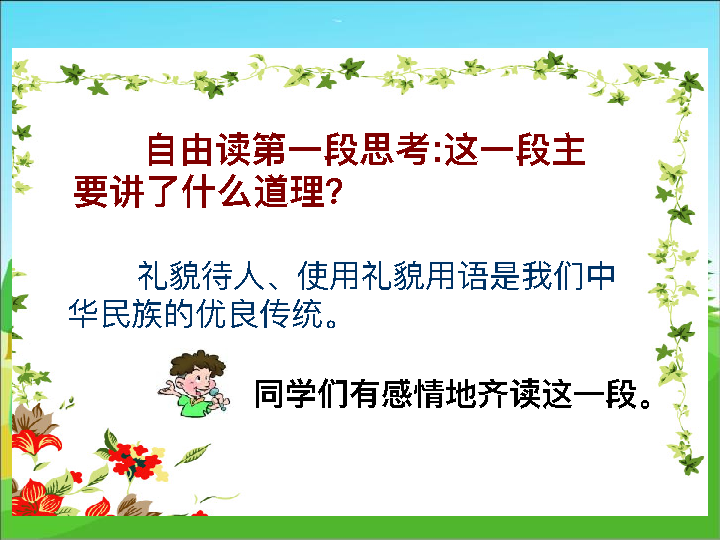 自由读第一段思考:这一段主
要讲了什么道理?
礼貌待人、使用礼貌用语是我们中
华民族的优良传统。
同学们有感情地齐读这一段。